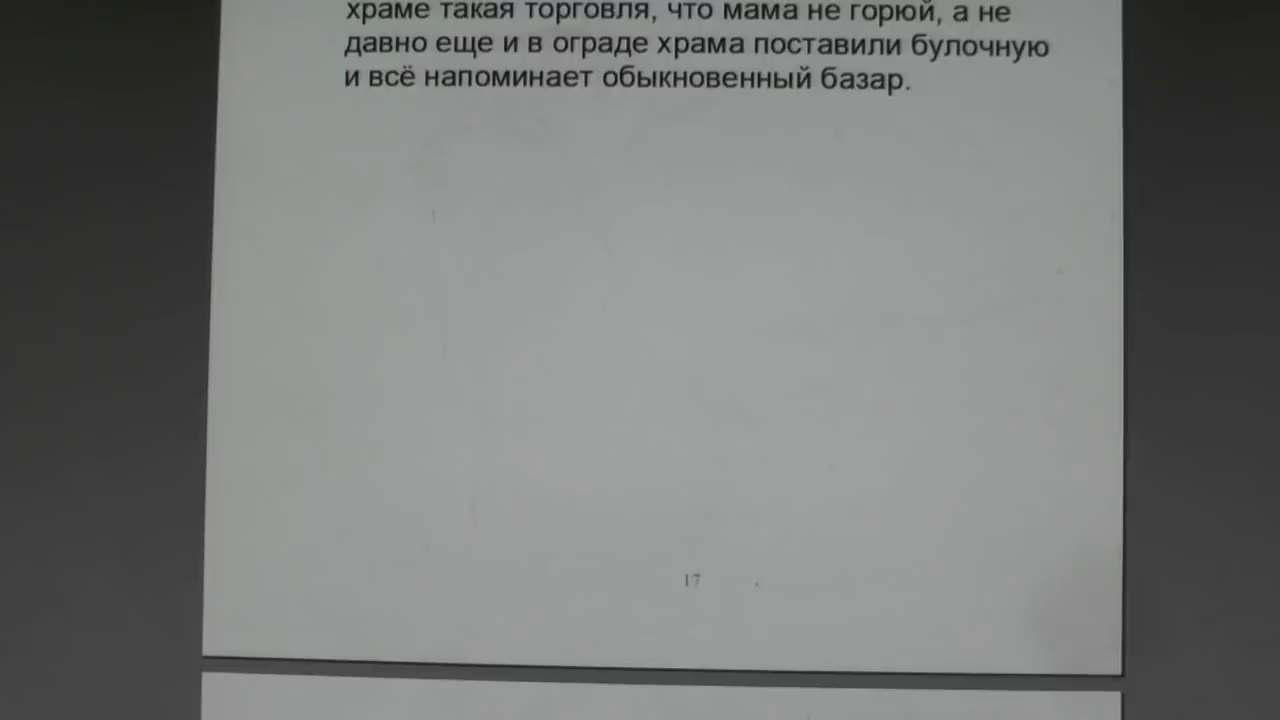 храме такая торговля, что мама не горюй, а не
давно еще и в ограде храма поставили булочную
и всё напоминает обыкновенный базар.
17